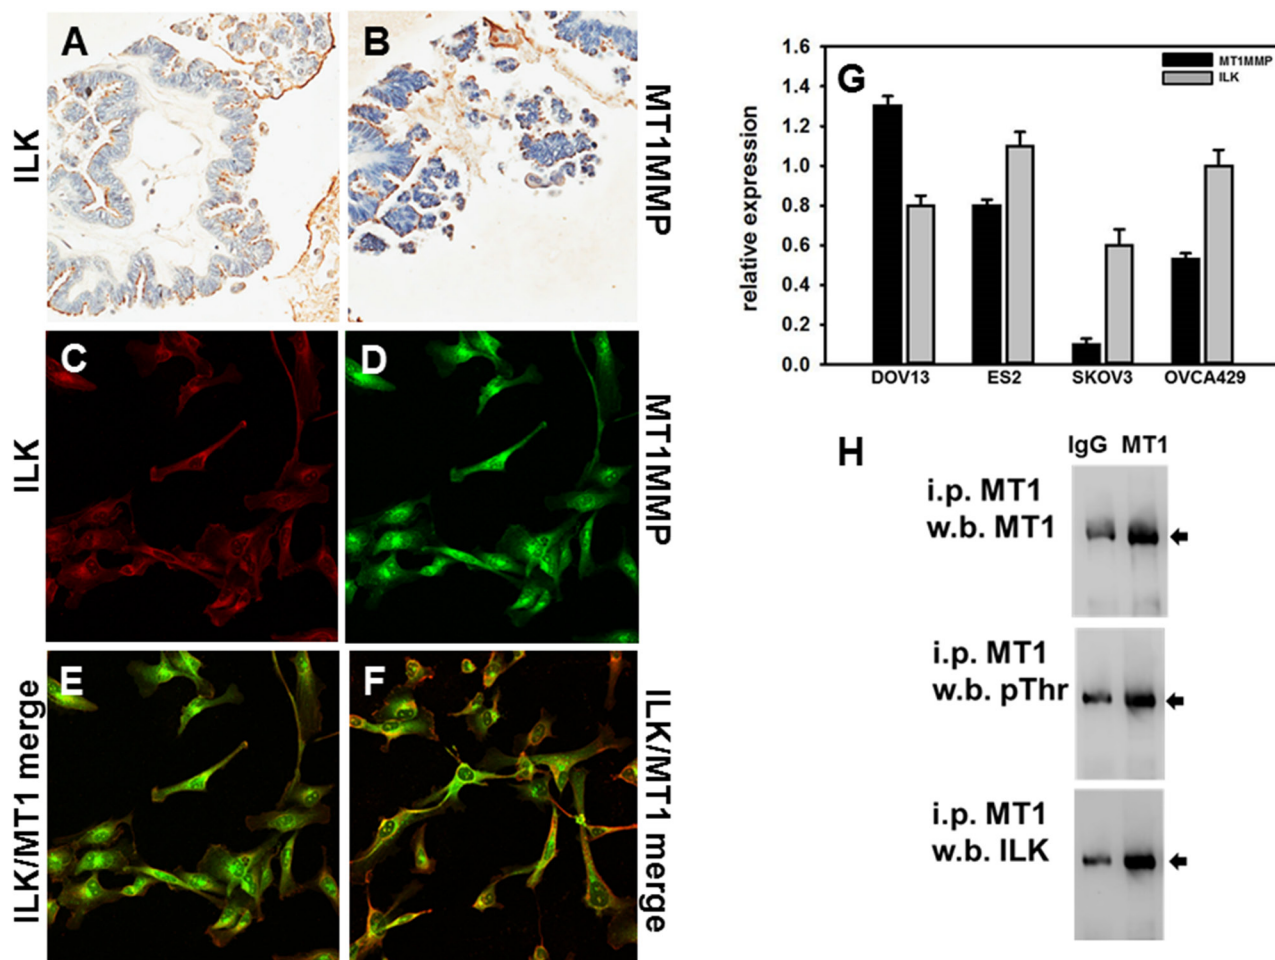 A
B
ILK
MT1MMP
C
D
ILK
MT1MMP
E
F
ILK/MT1 merge
ILK/MT1 merge
G
MT1MMP
ILK
relative expression
1.6
1.4
1.2
1.0
0.8
0.6
0.4
0.2
0.0
DOV13 ES2 SKOV3 OVCA429
H
IgG MT1
i.p. MT1
w.b. MT1
i.p. MT1
w.b. pThr
i.p. MT1
w.b. ILK